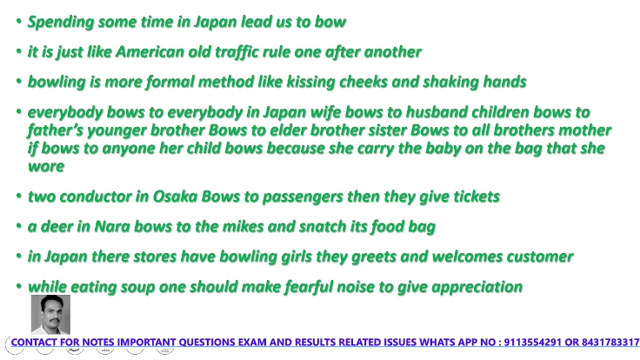 • Spending some time in Japan lead us to bow
• it is just like American old traffic rule one after another
• bowling is more formal method like kissing cheeks and shaking hands
• everybody bows to everybody in Japan wife bows to husband children bows to
father's younger brother Bows to elder brother sister Bows to all brothers mother
if bows to anyone her child bows because she carry the baby on the bag that she
wore
• two conductor in Osaka Bows to passengers then they give tickets
• a deer in Nara bows to the mikes and snatch its food bag
• in Japan there stores have bowling girls they greets and welcomes customer
• while eating soup one should make fearful noise to give appreciation
CONTACT FOR NOTES IMPORTANT QUESTIONS EXAM AND RESULTS RELATED ISSUES WHATS APP NO : 9113554291 OR 8431783317